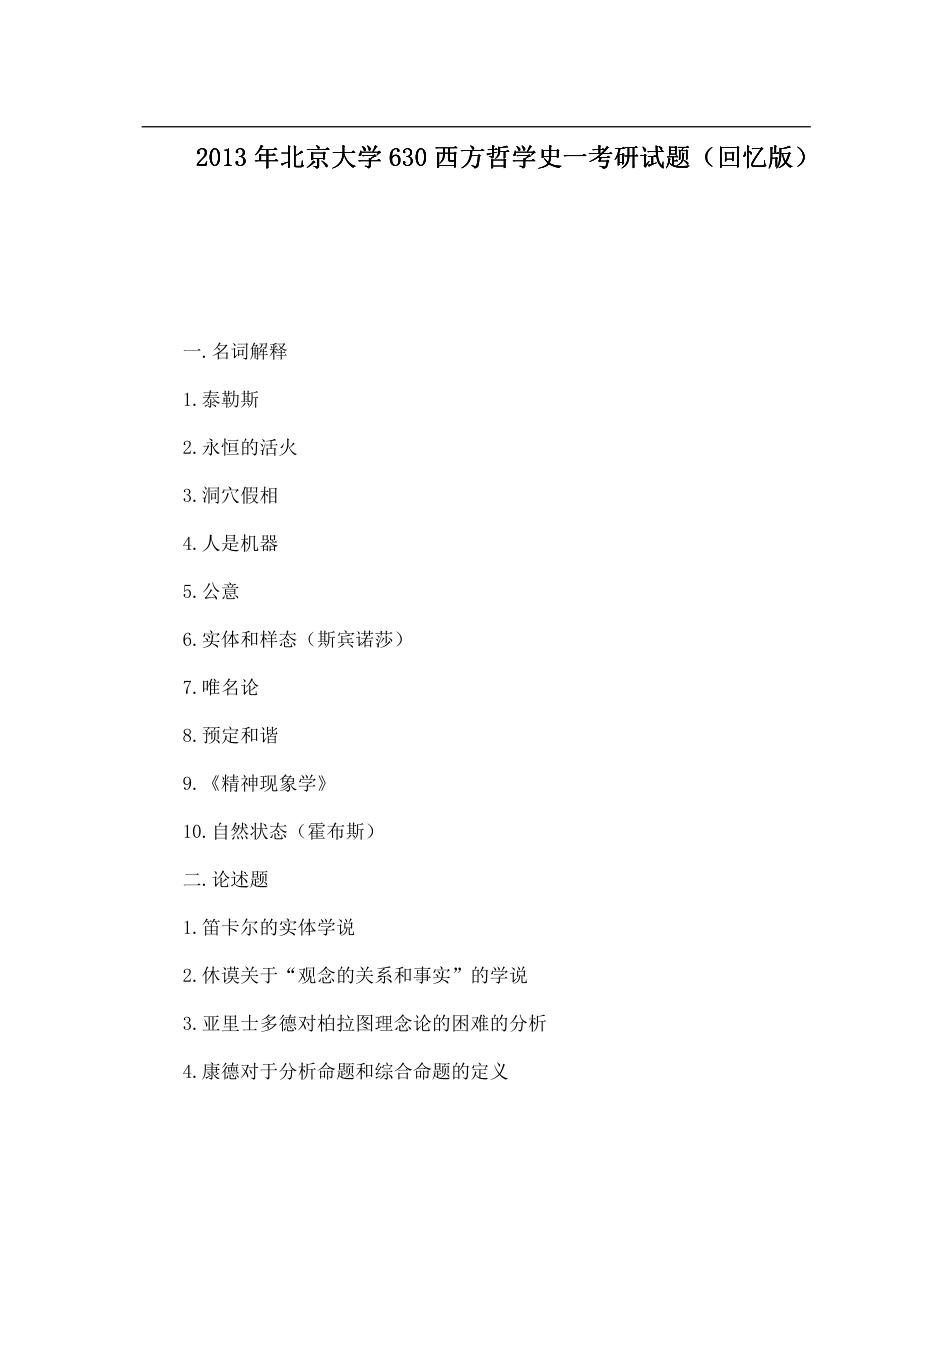 2013年北京大学630西方哲学史一考研试题（回忆版）
一.名词解释
1.泰勒斯
2.永恒的活火
3.洞穴假相
4.人是机器
5.公意
6.实体和样态（斯宾诺莎）
7.唯名论
8.预定和谐
9.《精神现象学》
10.自然状态（霍布斯）
二.论述题
1.笛卡尔的实体学说
2.休谟关于“观念的关系和事实”的学说
3.亚里士多德对柏拉图理念论的困难的分析
4.康德对于分析命题和综合命题的定义